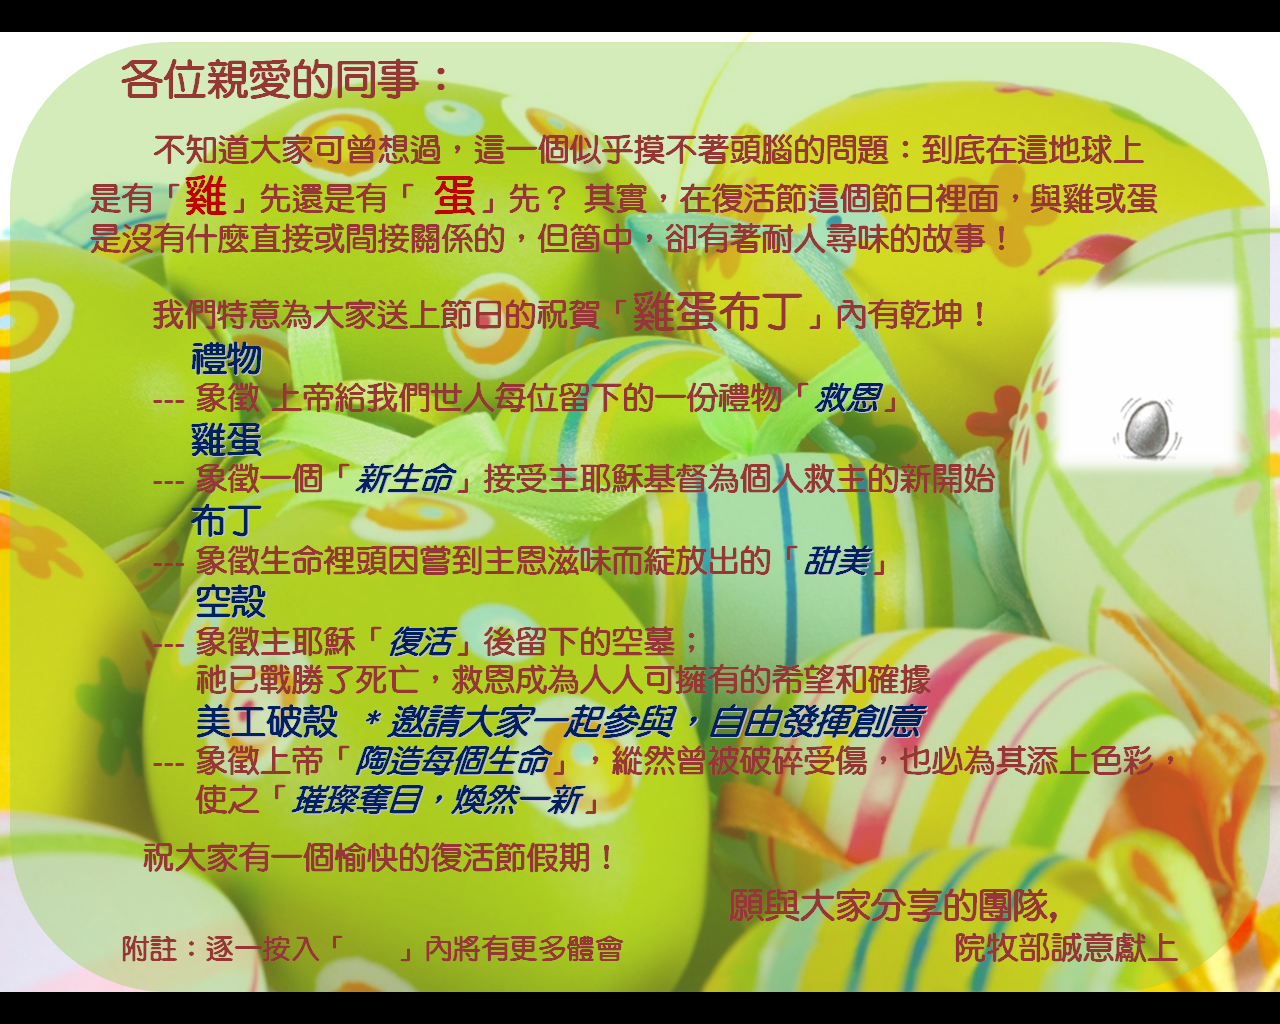 各位親愛的同事：
不知道大家可曾想過，這一個似乎摸不著頭腦的問題：到底在這地球上
是有「雞」先還是有「 蛋」先？ 其實，在復活節這個節日裡面，與雞或蛋
是沒有什麼直接或間接關係的，但箇中，卻有著耐人尋味的故事！
我們特意為大家送上節日的祝賀「雞蛋布丁」內有乾坤！
禮物
--- 象徵 上帝給我們世人每位留下的一份禮物「救恩」
雞蛋
--- 象徵一個「新生命」接受主耶穌基督為個人救主的新開始
布丁
--- 象徵生命裡頭因嘗到主恩滋味而綻放出的「甜美」
空殼
--- 象徵主耶穌「復活」後留下的空墓；
祂已戰勝了死亡，救恩成為人人可擁有的希望和確據
美工破殼 * 邀請大家一起參與，自由發揮創意
--- 象徵上帝「陶造每個生命」，縱然曾被破碎受傷，也必為其添上色彩，
使之「璀璨奪目，煥然一新」
祝大家有一個愉快的復活節假期！
願與大家分享的團隊,
院牧部誠意獻上
附註：逐一按入「 」內將有更多體會